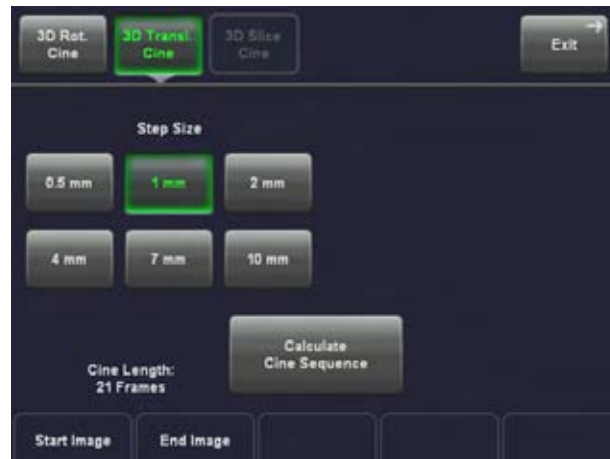 3D Rot.
Cine
3D Transl.
Cine
3D Slice
Cine
Exit
Step Size
0.5 mm
1 mm
2 mm
4 mm
7 mm
10 mm
Calculate
Cine Sequence
Cine Length:
21 Frames
Start Image
End Image